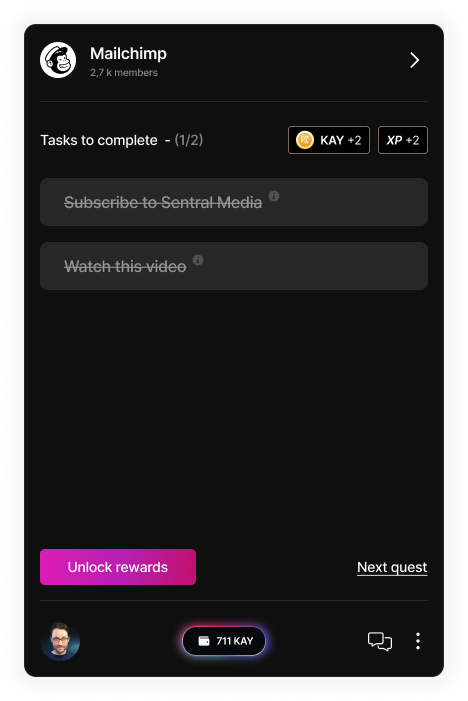 Mailchimp
2,7 k members
Tasks to complete - (1/2)
KAY +2
XP +2
Subscribe to Sentral Media
Watch this video
Unlock rewards
Next quest
711 KAY